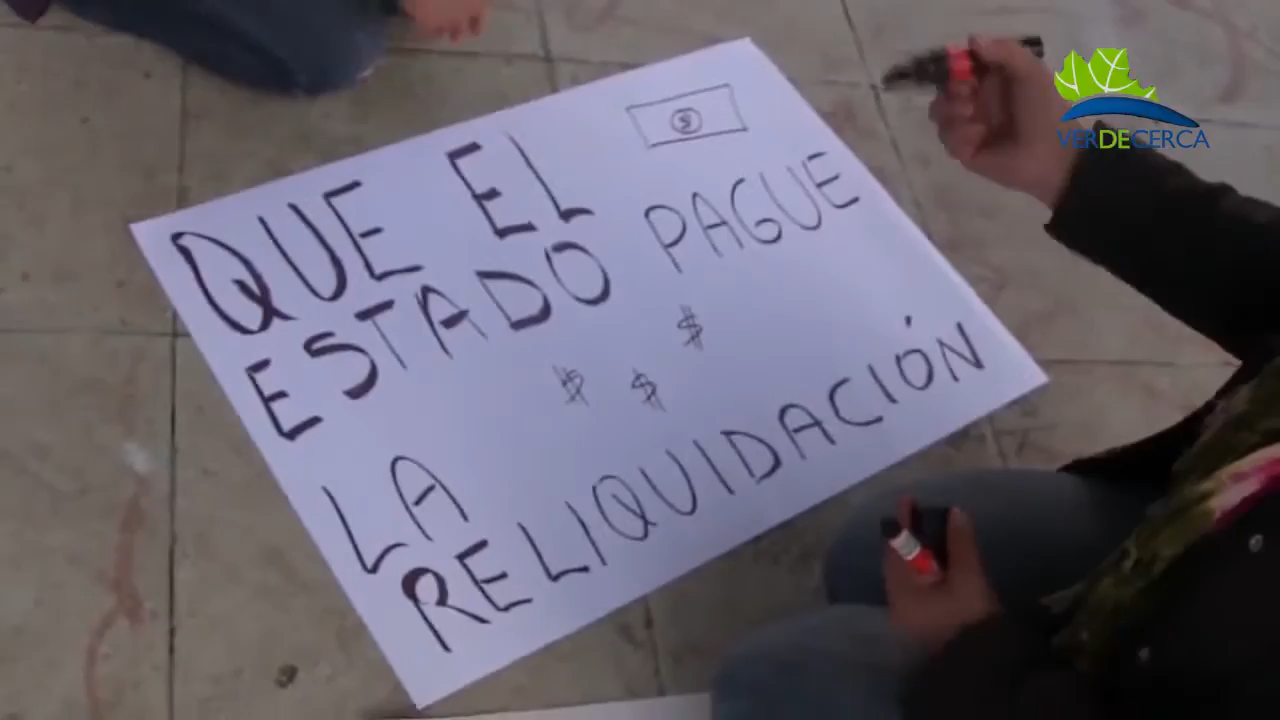 VERDECERCA
$
QUE EL
ESTADO PAGUE
$ $ $
LA
RELIQUIDACIÓN